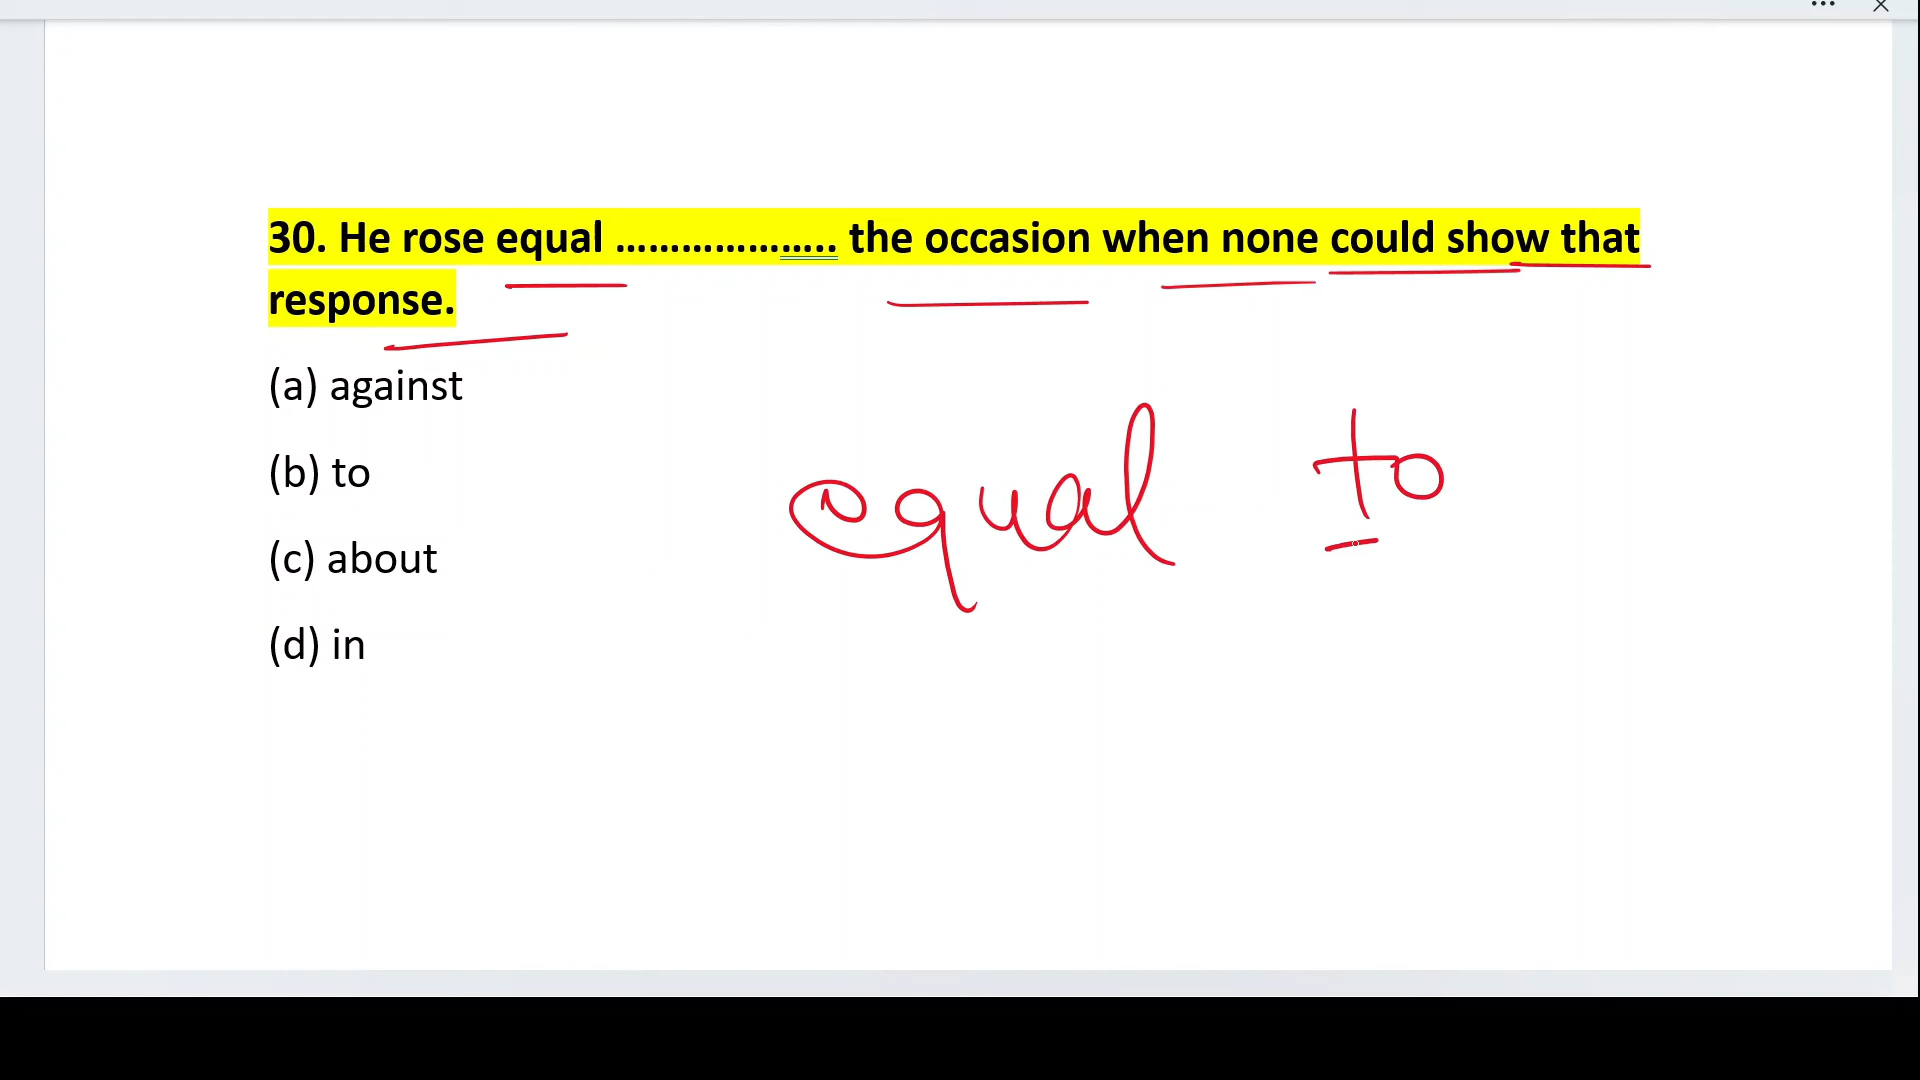 30. He rose equal ..................... the occasion when none could show that
response.
(a) against
equal to
(b) to
(c) about
(d) in